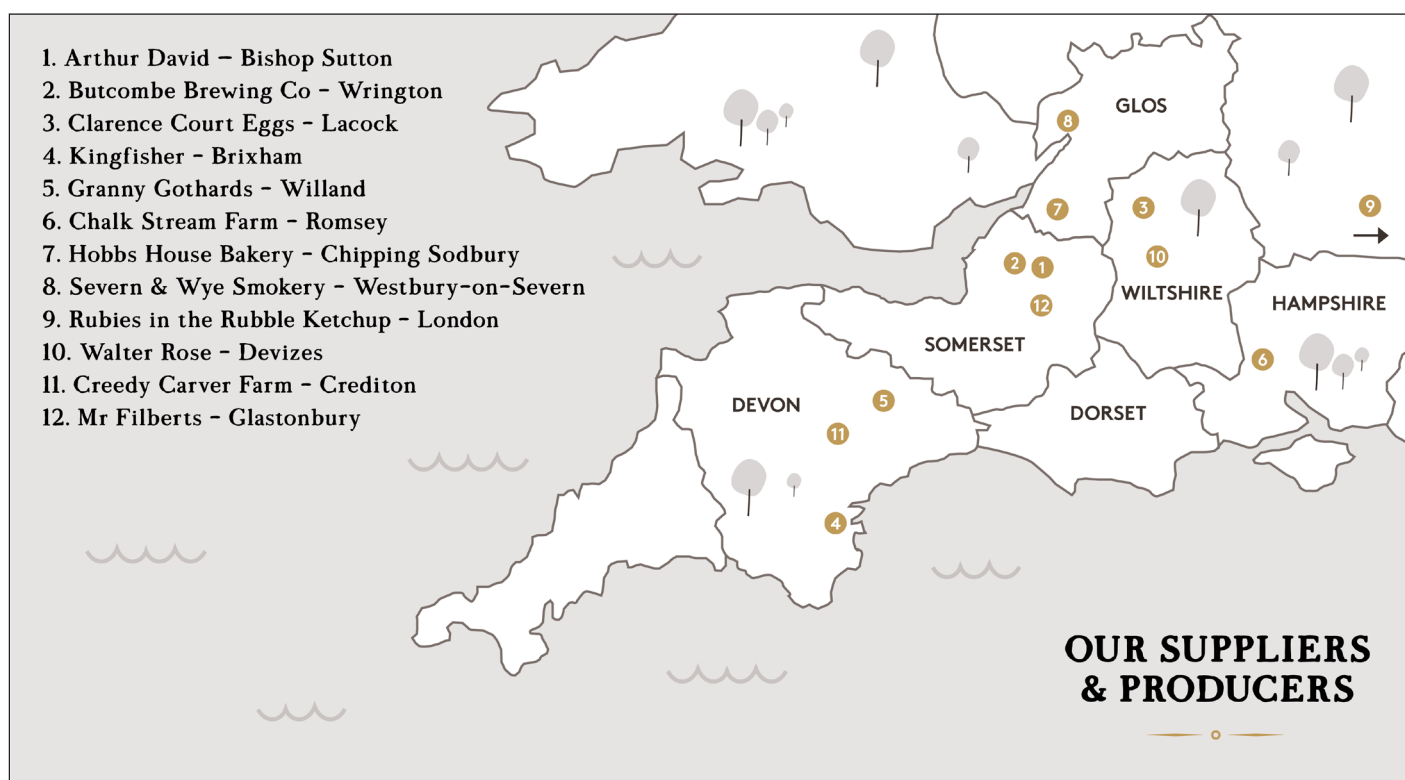 1. Arthur David – Bishop Sutton
2. Butcombe Brewing Co – Wrington
3. Clarence Court Eggs – Lacock
4. Kingfisher – Brixham
5. Granny Gothards – Willand
6. Chalk Stream Farm – Romsey
7. Hobbs House Bakery – Chipping Sodbury
8. Severn & Wye Smokery – Westbury-on-Severn
9. Rubies in the Rubble Ketchup – London
10. Walter Rose – Devizes
11. Creedy Carver Farm – Crediton
12. Mr Filberts – Glastonbury
GLOS
8
7
3
9
2
1
10
12
WILTSHIRE
HAMPSHIRE
SOMERSET
6
DEVON
5
DORSET
11
4
OUR SUPPLIERS
& PRODUCERS